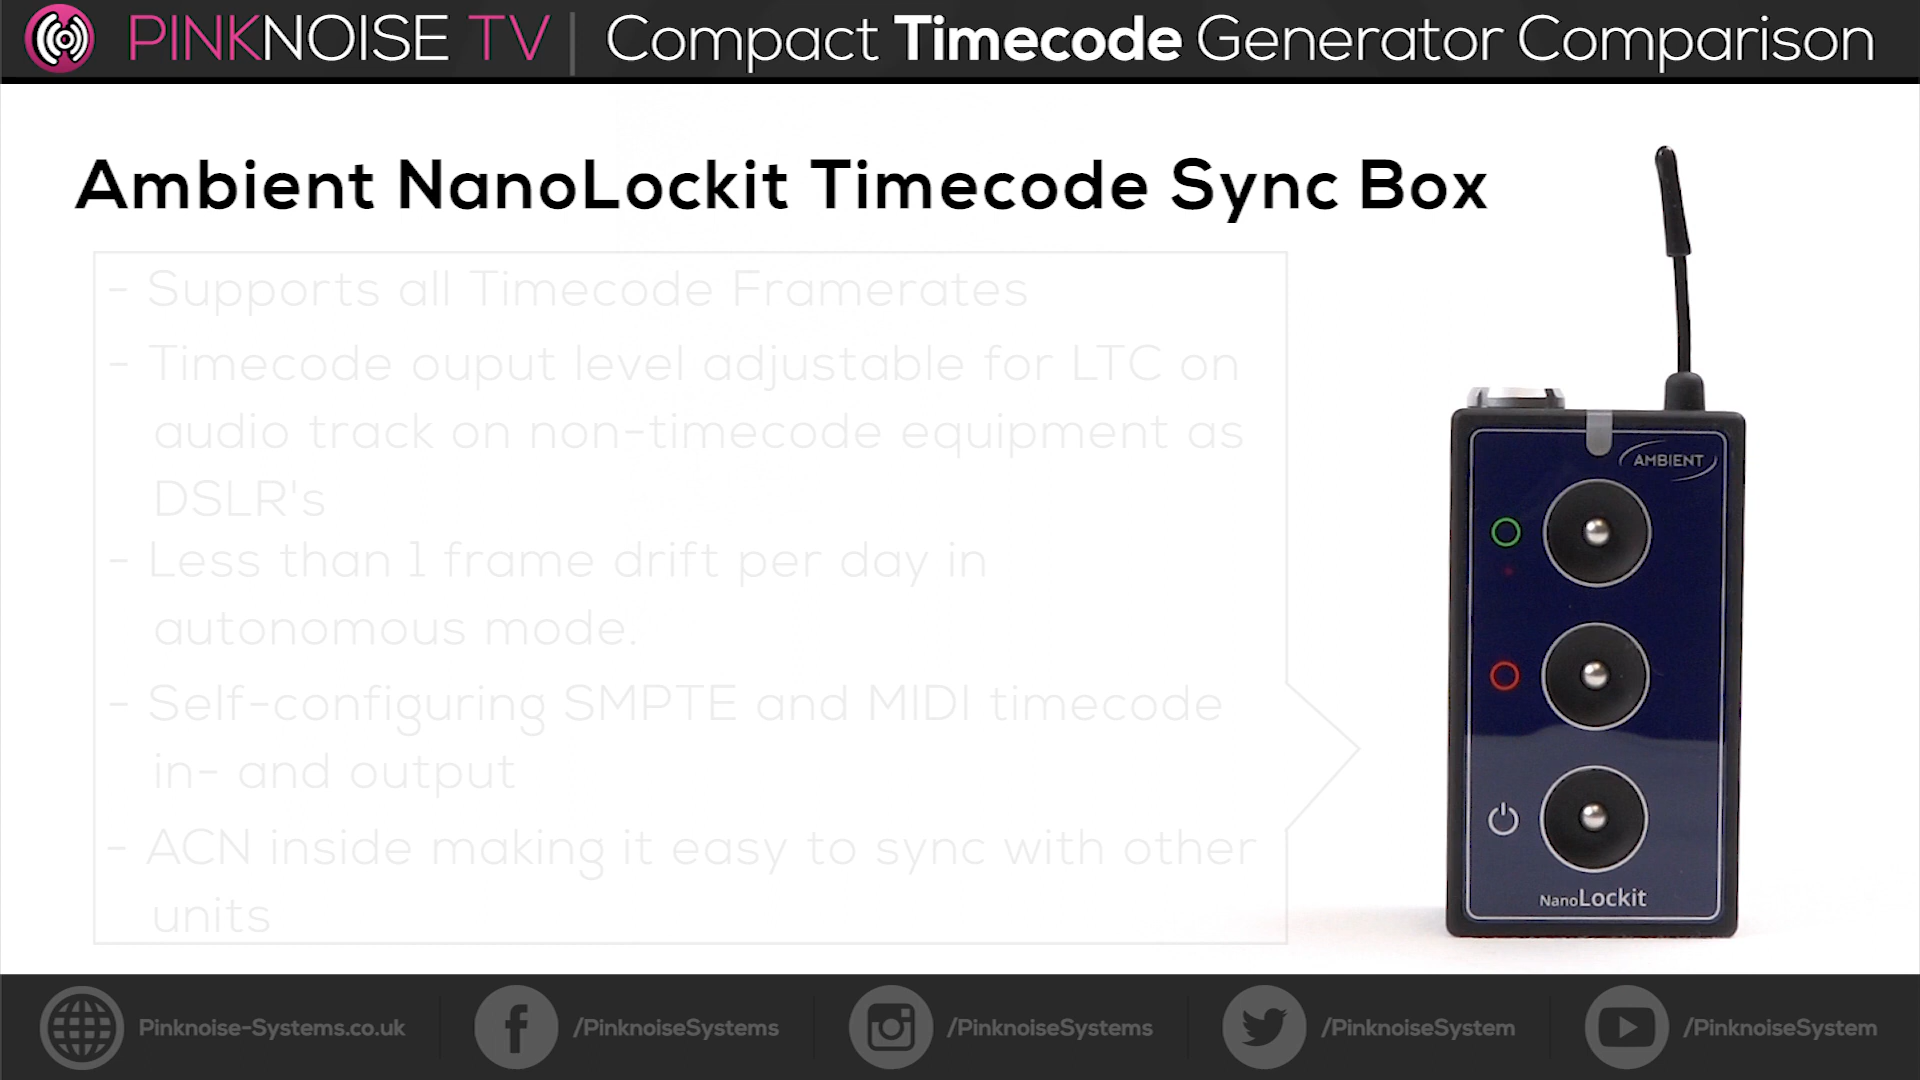 PINKNOISE TV | Compact Timecode Generator Comparison
Ambient NanoLockit Timecode Sync Box
- Supports all Timecode Framerates
- Timecode ouput level adjustable for LTC on
audio track on non-timecode equipment as
DSLR's
- Less than 1 frame drift per day in
autonomous mode.
- Self-configuring SMPTE and MIDI timecode
in- and output
- ACN inside making it easy to sync with other
units
AMBIENT
NanoLockit
Pinknoise-Systems.co.uk
/PinknoiseSystems
/PinknoiseSystems
/PinknoiseSystem
/PinknoiseSystem